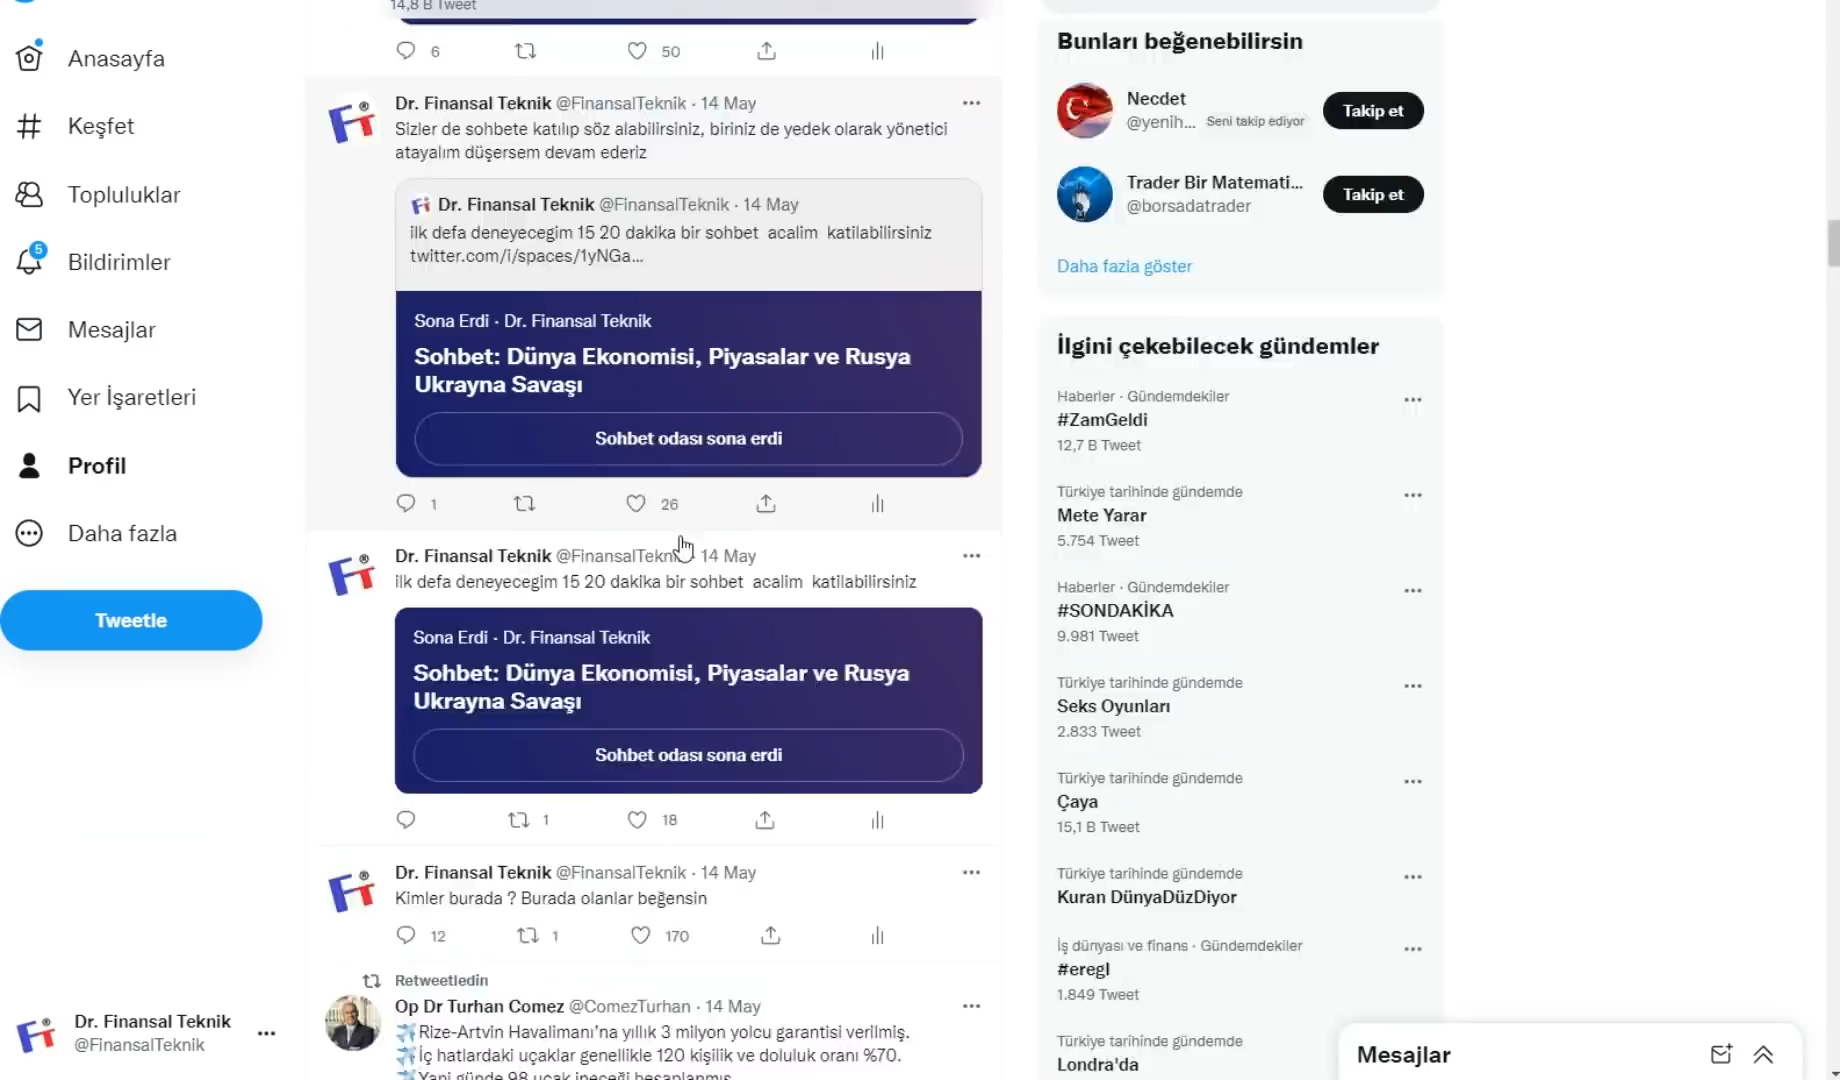 14,8 B Tweet
Anasayfa
Keşfet
Topluluklar
5
Bildirimler
Mesajlar
Yer İşaretleri
Profil
Daha fazla
Tweetle
Dr. Finansal Teknik
@FinansalTeknik
6 50
Dr. Finansal Teknik @FinansalTeknik · 14 May
Sizler de sohbete katılıp söz alabilirsiniz, biriniz de yedek olarak yönetici
atayalım düşersem devam ederiz
Dr. Finansal Teknik @FinansalTeknik · 14 May
ilk defa deneyecegim 15 20 dakika bir sohbet acalim katilabilirsiniz
twitter.com/i/spaces/1yNGa...
Sona Erdi · Dr. Finansal Teknik
Sohbet: Dünya Ekonomisi, Piyasalar ve Rusya
Ukrayna Savaşı
Sohbet odası sona erdi
1 26
Dr. Finansal Teknik @FinansalTeknik · 14 May
ilk defa deneyecegim 15 20 dakika bir sohbet acalim katilabilirsiniz
Sona Erdi · Dr. Finansal Teknik
Sohbet: Dünya Ekonomisi, Piyasalar ve Rusya
Ukrayna Savaşı
Sohbet odası sona erdi
1 18
Dr. Finansal Teknik @FinansalTeknik · 14 May
Kimler burada ? Burada olanlar beğensin
12 1 170
Retweetledin
Op Dr Turhan Comez @ComezTurhan · 14 May
Rize-Artvin Havalimanı'na yıllık 3 milyon yolcu garantisi verilmiş.
İç hatlardaki uçaklar genellikle 120 kişilik ve doluluk oranı %70.
Yani günde 98 uçak ineceği hesaplanmış
Bunları beğenebilirsin
Necdet
@yenih... Seni takip ediyor
Takip et
Trader Bir Matemati...
@borsadatrader
Takip et
Daha fazla göster
İlgini çekebilecek gündemler
Haberler · Gündemdekiler
#ZamGeldi
12,7 B Tweet
Türkiye tarihinde gündemde
Mete Yarar
5.754 Tweet
Haberler · Gündemdekiler
#SONDAKİKA
9.981 Tweet
Türkiye tarihinde gündemde
Seks Oyunları
2.833 Tweet
Türkiye tarihinde gündemde
Çaya
15,1 B Tweet
Türkiye tarihinde gündemde
Kuran DünyaDüzDiyor
İş dünyası ve finans · Gündemdekiler
#eregl
1.849 Tweet
Türkiye tarihinde gündemde
Londra'da
Mesajlar